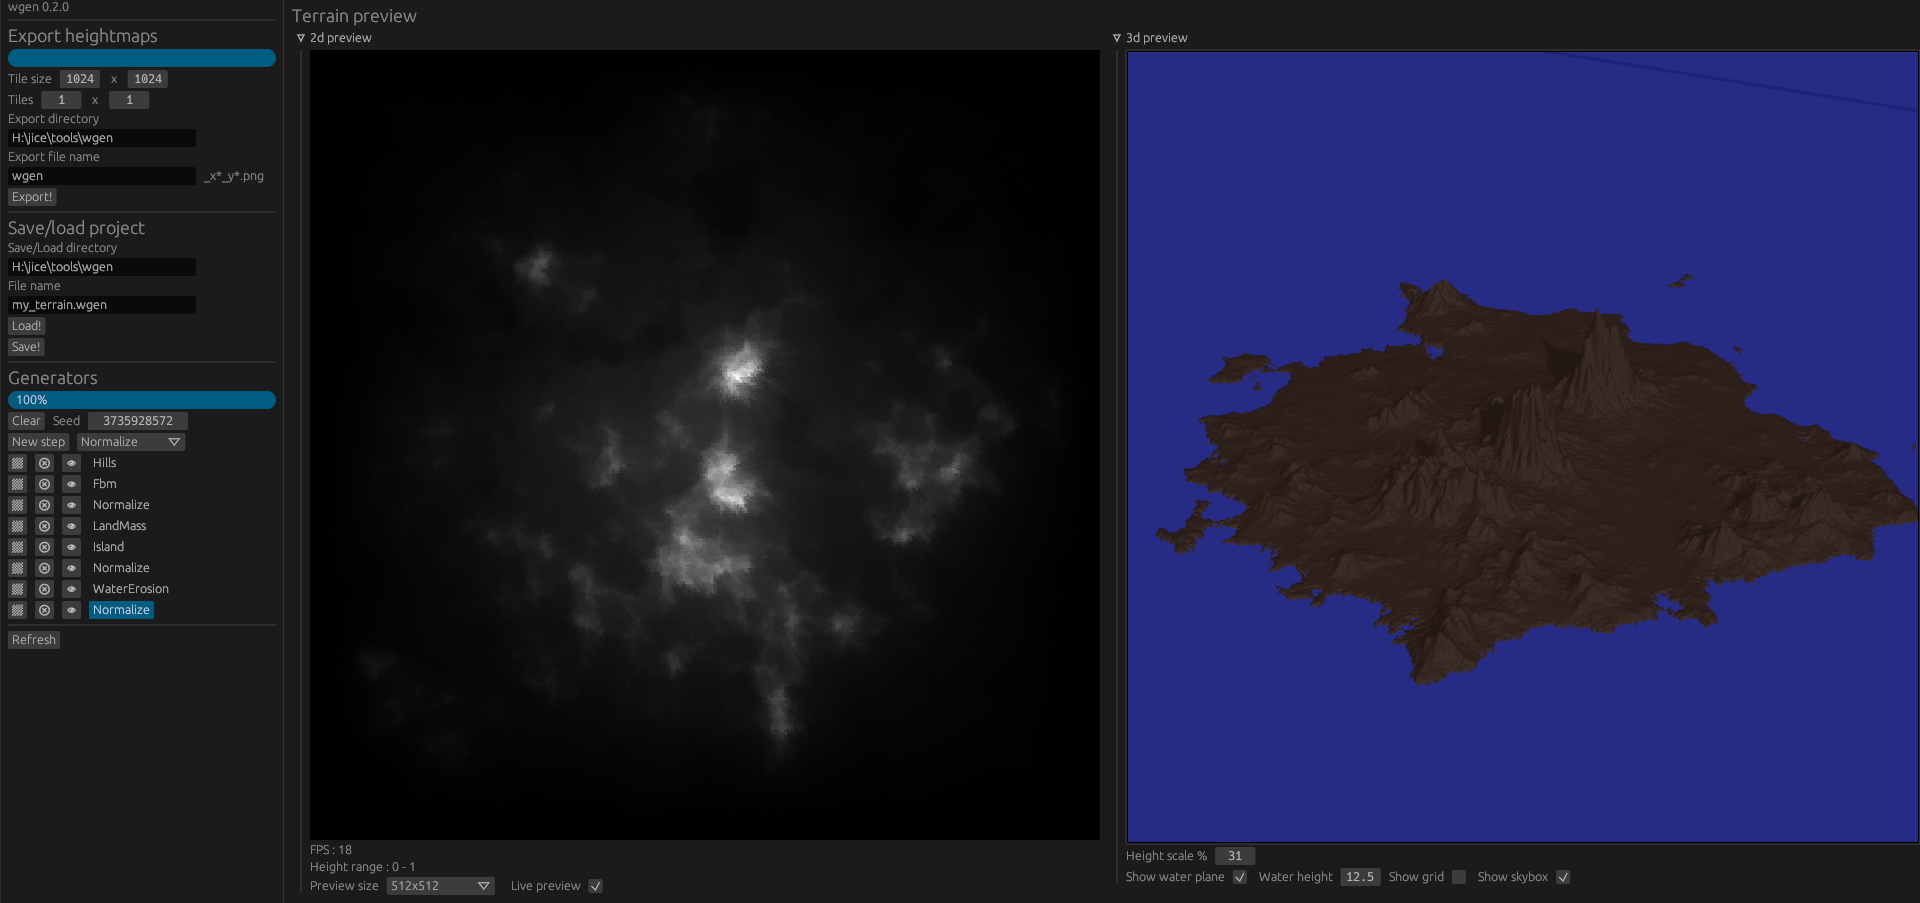 wgen 0.2.0
Export heightmaps
Tile size 1024 x 1024
Tiles 1 x 1
Export directory
H:\jice\tools\wgen
Export file name
wgen _x*_y*.png
Export!
Save/load project
Save/Load directory
H:\jice\tools\wgen
File name
my_terrain.wgen
Load!
Save!
Generators
100%
Clear Seed 3735928572
New step Normalize
Hills
Fbm
Normalize
LandMass
Island
Normalize
WaterErosion
Normalize
Refresh
Terrain preview
2d preview
FPS : 18
Height range : 0 - 1
Preview size 512x512 Live preview
3d preview
Height scale % 31
Show water plane Water height 12.5 Show grid Show skybox